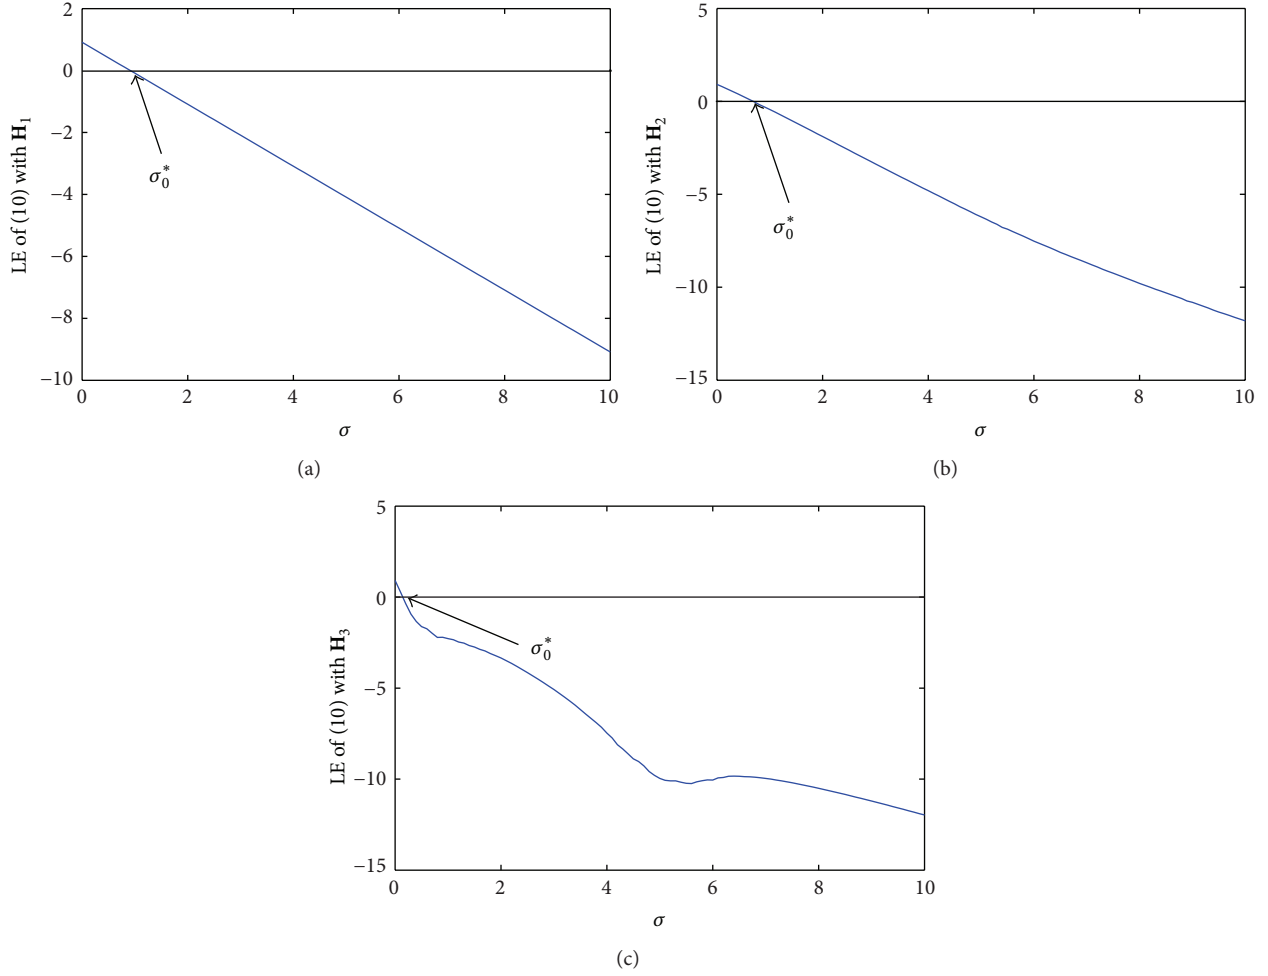 2
0
−2
−4
−6
−8
−10
0 2 4 6 8 10
LE of (10) with H₁
σ
σ₀*
(a)
5
0
−5
−10
−15
0 2 4 6 8 10
LE of (10) with H₂
σ
σ₀*
(b)
5
0
−5
−10
−15
0 2 4 6 8 10
LE of (10) with H₃
σ
σ₀*
(c)